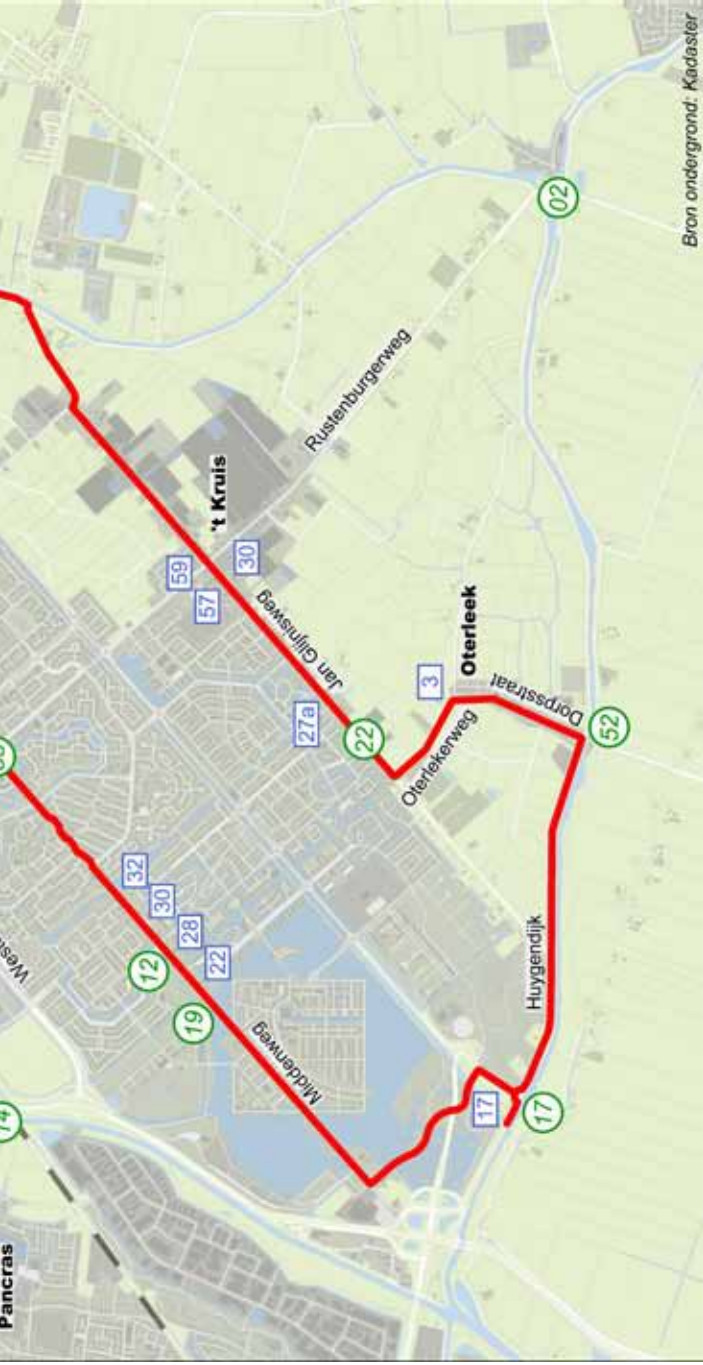 Bron ondergrond: Kadaster
02
Rustenburgerweg
't Kruis
59
57
30
Jan Glijnisweg
27a
22
3
Oterleek
Oterlekerweg
Dorpsstraat
52
32
30
28
22
12
19
Middenweg
Huygendijk
17
17
14
Pancras